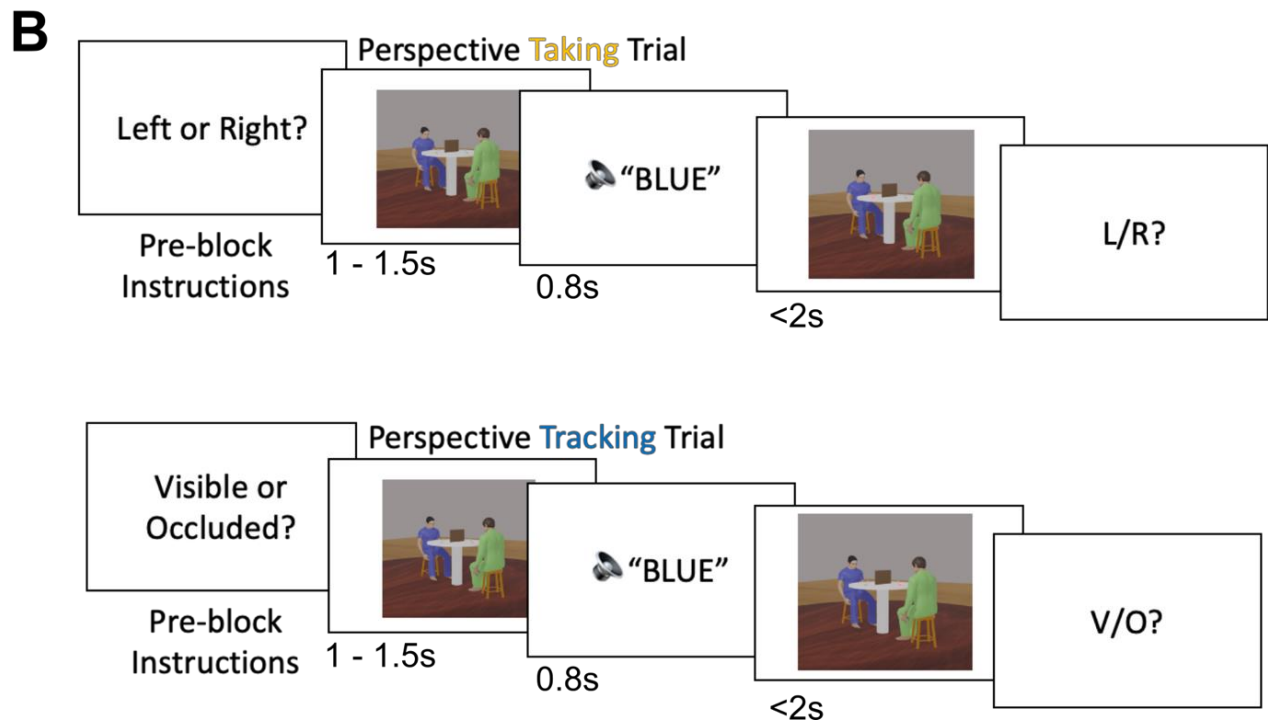 B
Perspective Taking Trial
Left or Right?
Pre-block
Instructions
1 - 1.5s
“BLUE”
0.8s
<2s
L/R?
Perspective Tracking Trial
Visible or
Occluded?
Pre-block
Instructions
1 - 1.5s
“BLUE”
0.8s
<2s
V/O?